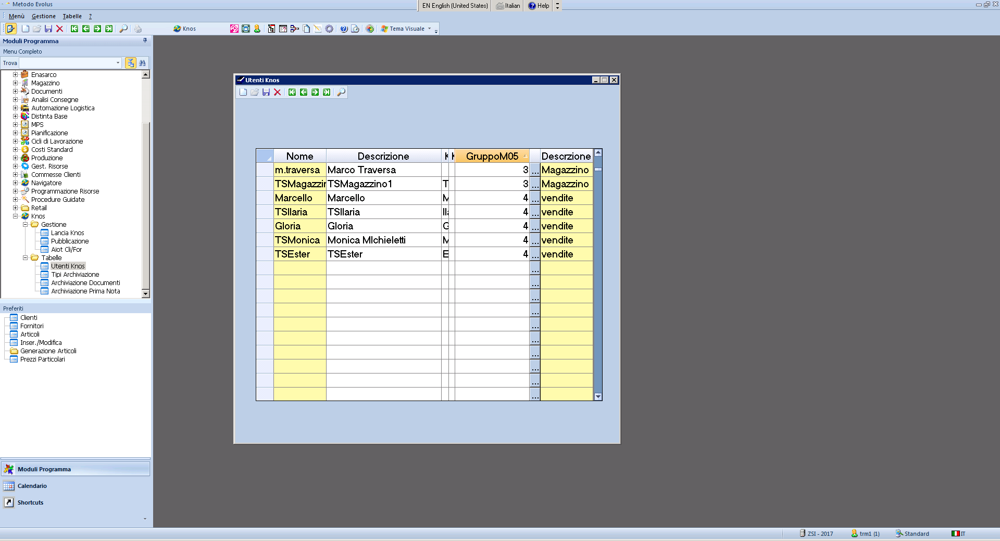 Metodo Evolus
EN English (United States) Italian Help
Menù Gestione Tabelle ?
Knos Tema Visuale
Moduli Programma
Menu Completo
Trova
Enasarco
Magazzino
Documenti
Analisi Consegne
Automazione Logistica
Distinta Base
MPS
Pianificazione
Cicli di Lavorazione
Costi Standard
Produzione
Gest. Risorse
Commesse Clienti
Navigatore
Programmazione Risorse
Procedure Guidate
Retail
Knos
Gestione
Lancia Knos
Pubblicazione
Aiot Cli/For
Tabelle
Utenti Knos
Tipi Archiviazione
Archiviazione Documenti
Archiviazione Prima Nota
Preferiti
Clienti
Fornitori
Articoli
Inser./Modifica
Generazione Articoli
Prezzi Particolari
Moduli Programma
Calendario
Shortcuts
Utenti Knos
Nome Descrizione K K GruppoM05 Descrzione
m.traversa Marco Traversa 3 ... Magazzino
TSMagazzin TSMagazzino1 T 3 ... Magazzino
Marcello Marcello M 4 ... vendite
TSIlaria TSIlaria Ila 4 ... vendite
Gloria Gloria G 4 ... vendite
TSMonica Monica MIchieletti M 4 ... vendite
TSEster TSEster E 4 ... vendite
...
...
...
...
...
...
...
...
...
...
ZSI - 2017 trm1 (1) Standard IT